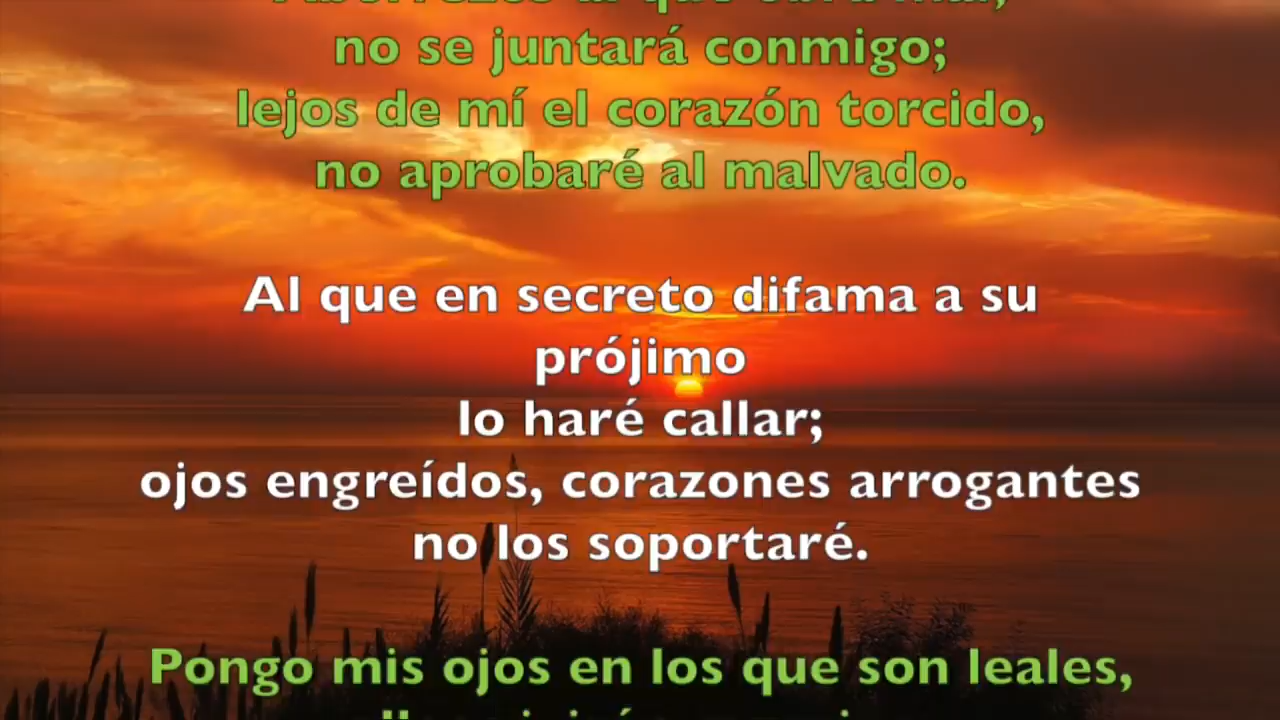 no se juntará conmigo;
lejos de mí el corazón torcido,
no aprobaré al malvado.
Al que en secreto difama a su
prójimo
lo haré callar;
ojos engreídos, corazones arrogantes
no los soportaré.
Pongo mis ojos en los que son leales,